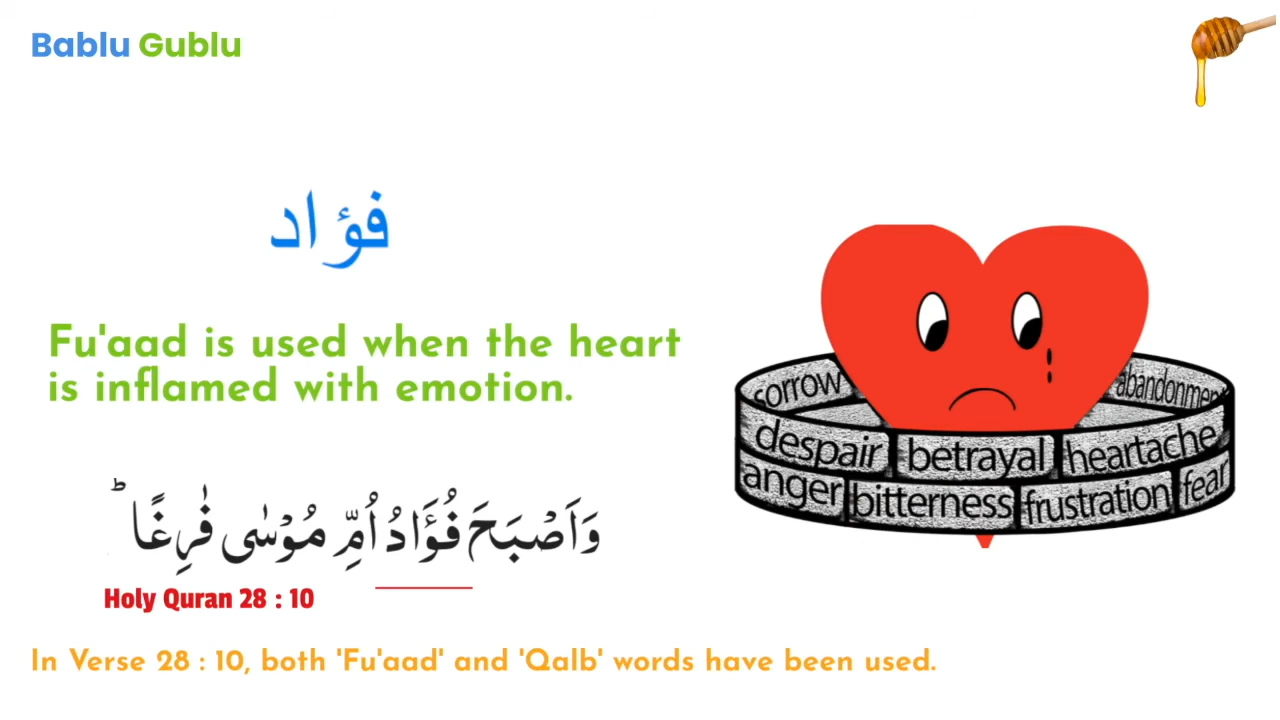 Bablu Gublu
فؤاد
Fu'aad is used when the heart
is inflamed with emotion.
وَاَصْبَحَ فُؤَادُ اُمِّ مُوْسٰى فٰرِغًا ؕ
Holy Quran 28 : 10
In Verse 28 : 10, both 'Fu'aad' and 'Qalb' words have been used.
sorrow abandonment
despair betrayal heartache
anger bitterness frustration fear